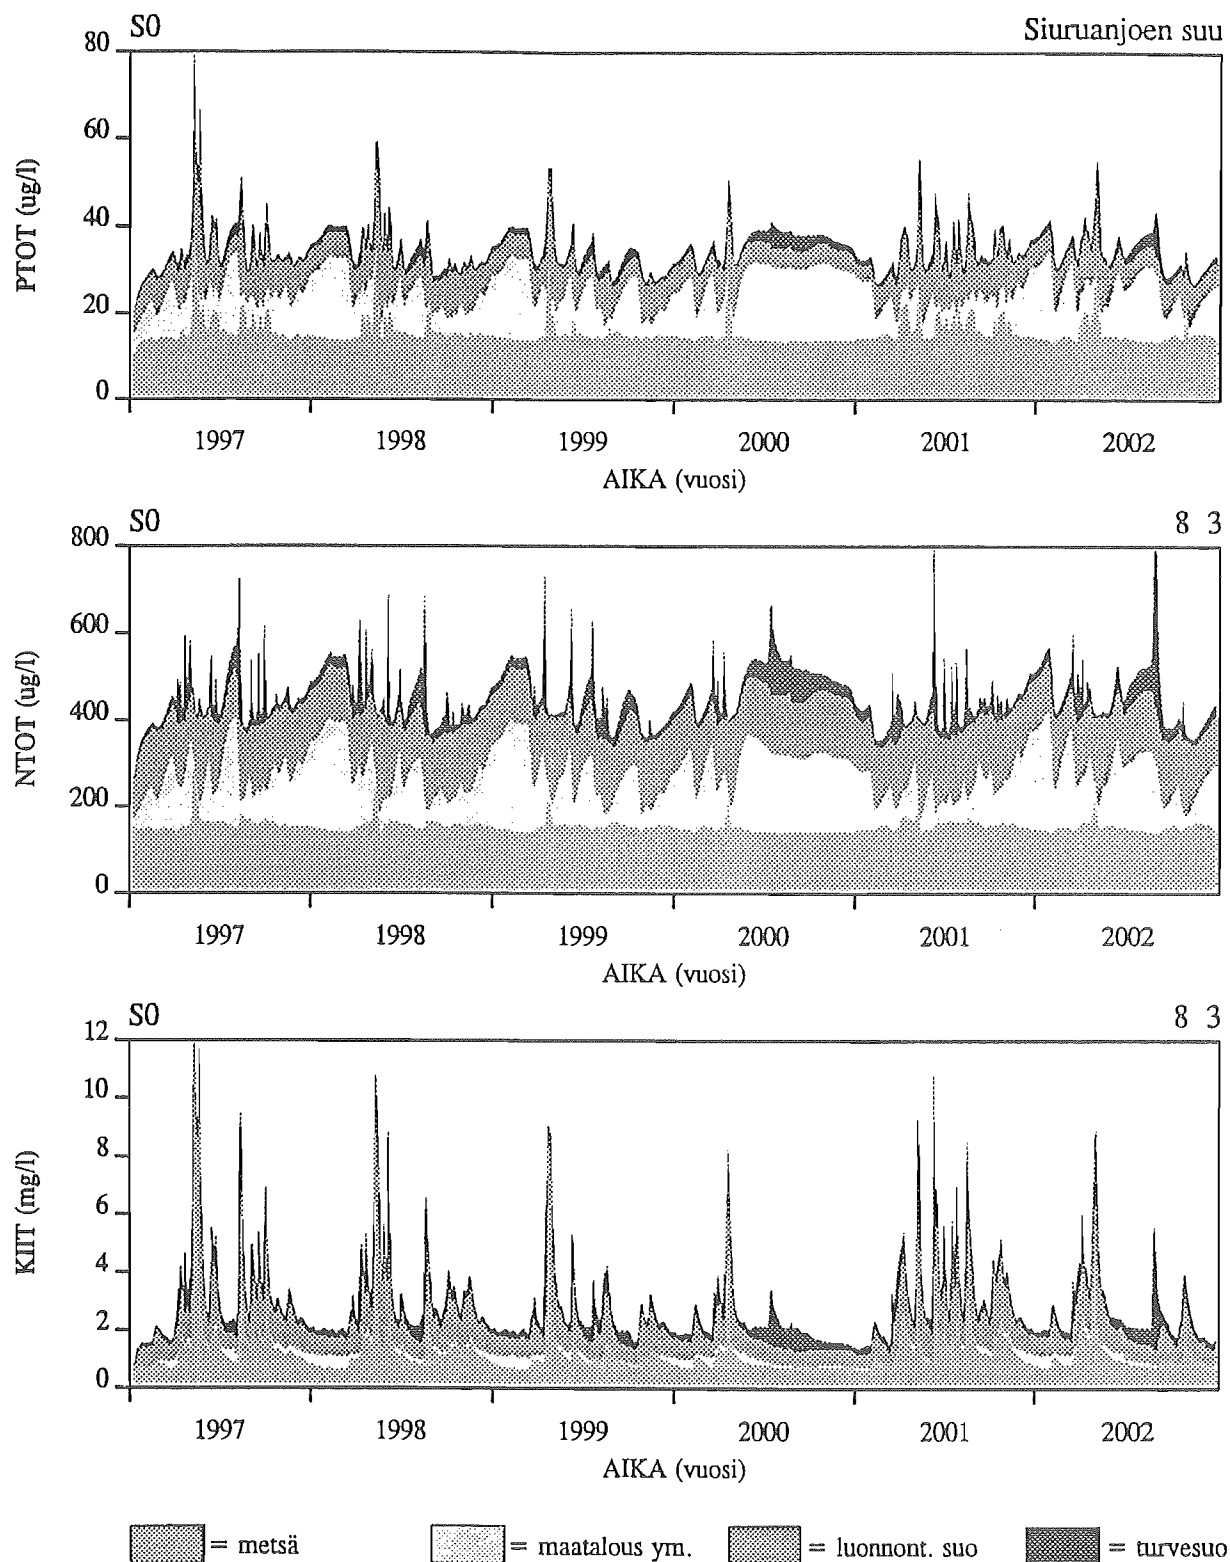 S0 Siuruanjoen suu
80
60
40
20
0
PTOT (ug/l)
1997 1998 1999 2000 2001 2002
AIKA (vuosi)
S0 8 3
800
600
400
200
0
NTOT (ug/l)
1997 1998 1999 2000 2001 2002
AIKA (vuosi)
S0 8 3
12
10
8
6
4
2
0
KIIT (mg/l)
1997 1998 1999 2000 2001 2002
AIKA (vuosi)
= metsä = maatalous ym. = luonnont. suo = turvesuo